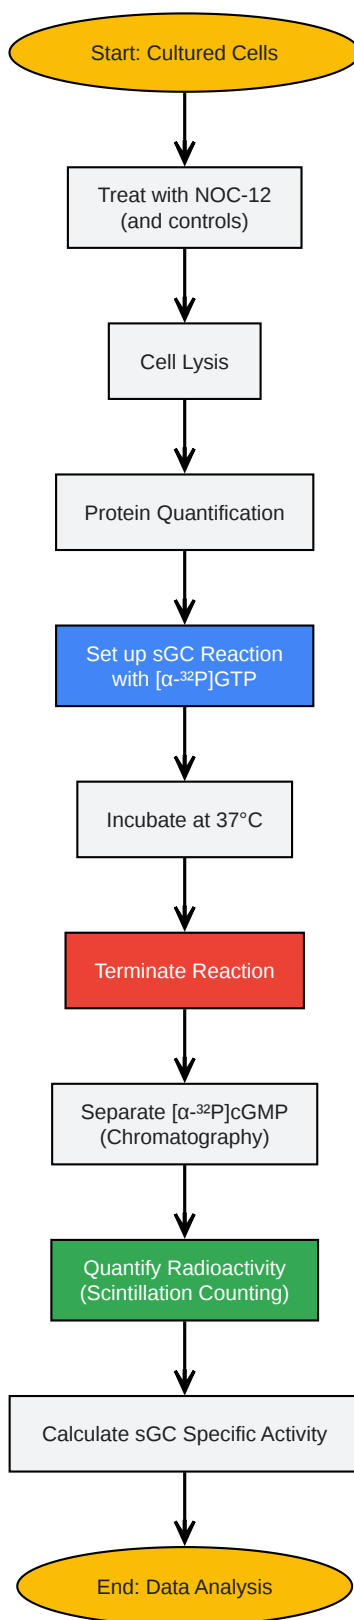 Start: Cultured Cells
Treat with NOC-12
(and controls)
Cell Lysis
Protein Quantification
Set up sGC Reaction
with [α-³²P]GTP
Incubate at 37°C
Terminate Reaction
Separate [α-³²P]cGMP
(Chromatography)
Quantify Radioactivity
(Scintillation Counting)
Calculate sGC Specific Activity
End: Data Analysis